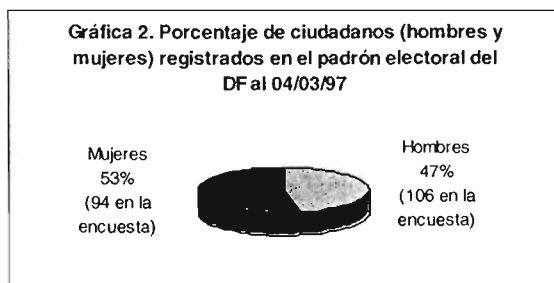 Gráfica 2. Porcentaje de ciudadanos (hombres y
mujeres) registrados en el padrón electoral del
DF al 04/03/97
Mujeres
53%
(94 en la
encuesta)
Hombres
47%
(106 en la
encuesta)